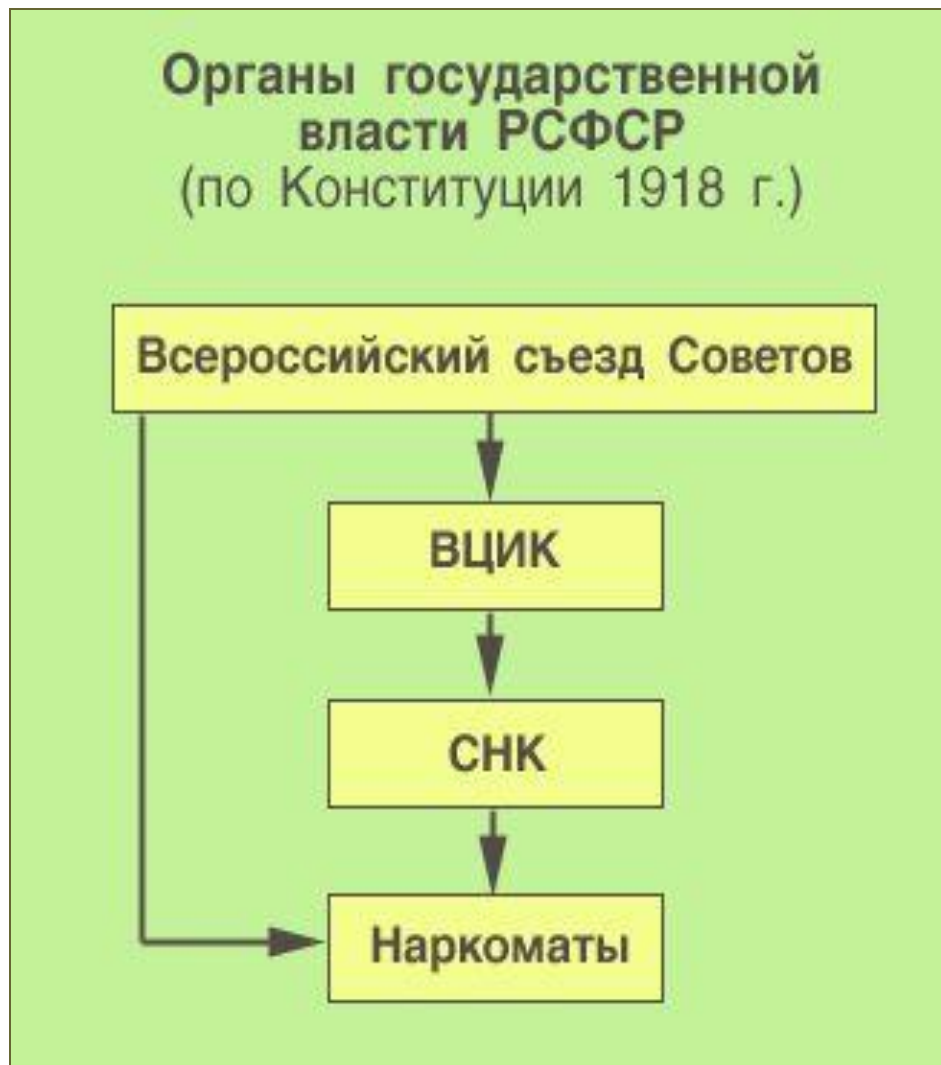 Органы государственной
власти РСФСР
(по Конституции 1918 г.)
Всероссийский съезд Советов
ВЦИК
СНК
Наркоматы